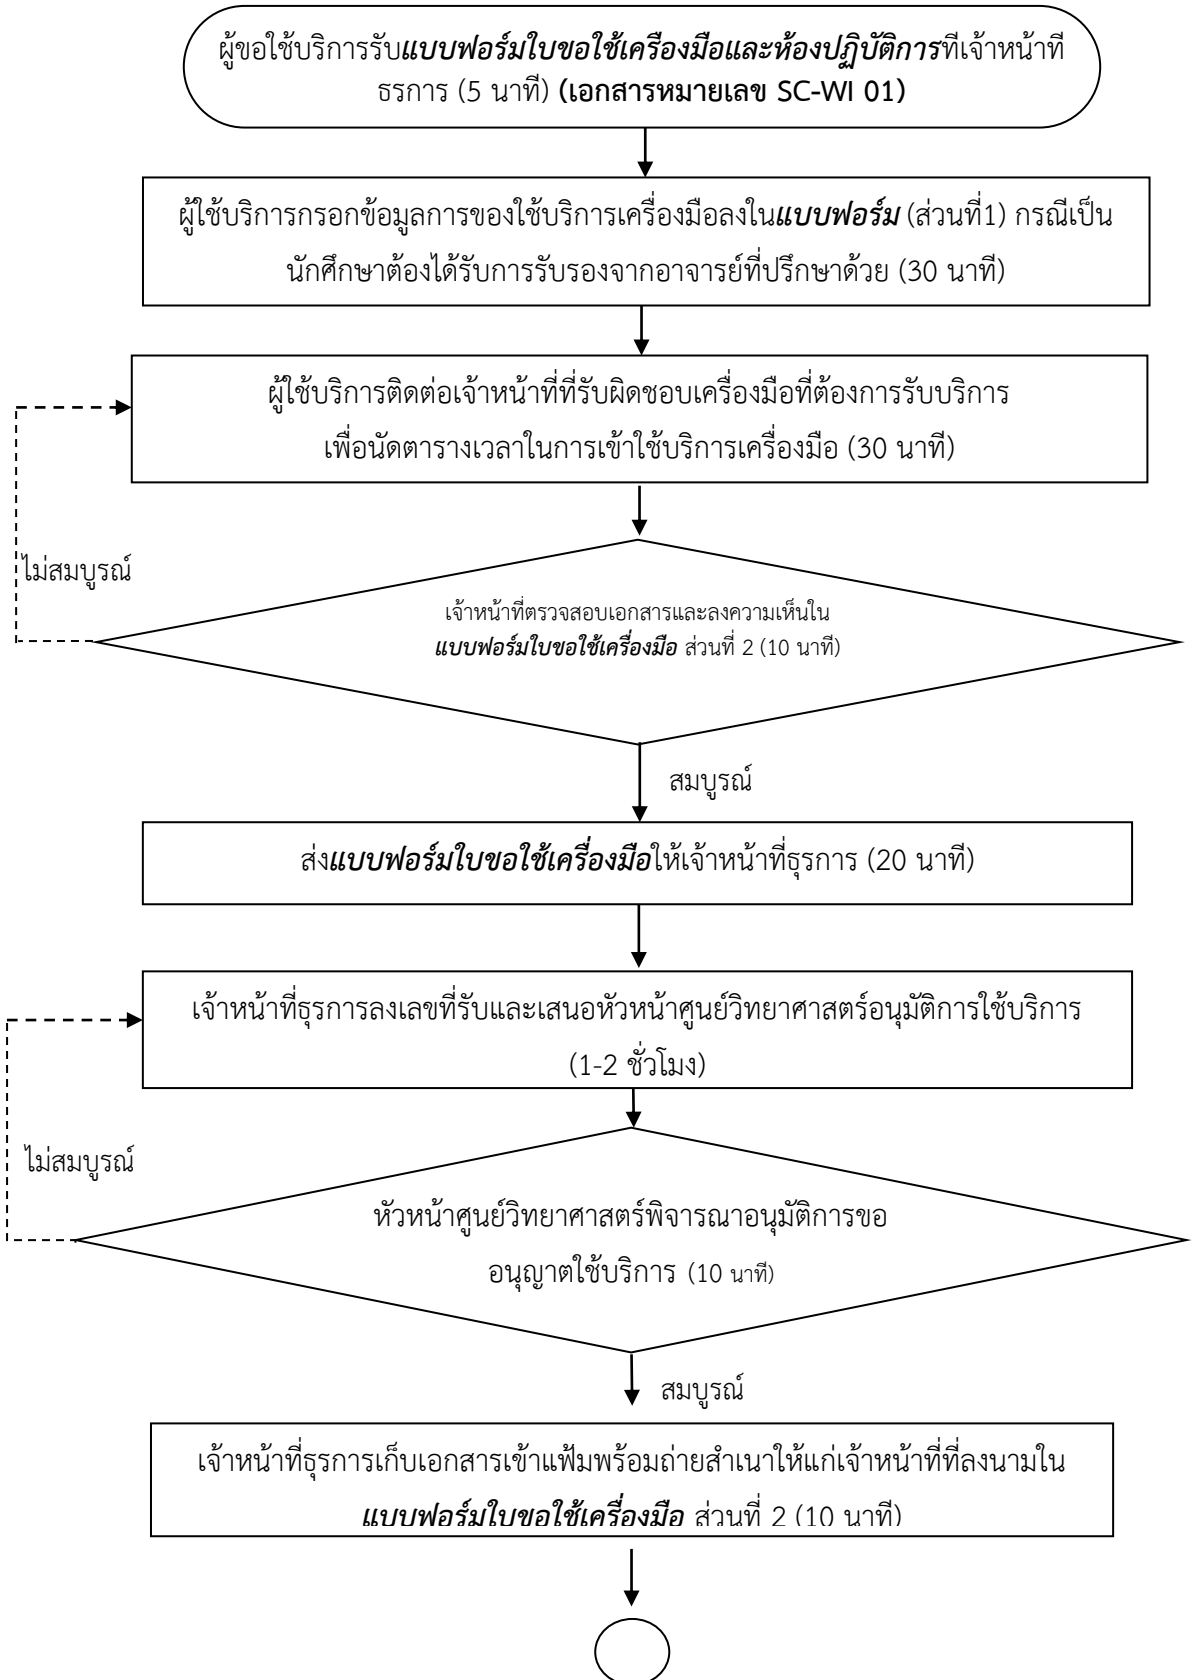 ผู้ขอใช้บริการรับแบบฟอร์มใบขอใช้เครืองมือและห้องปฏิบัติการทีเจ้าหน้าที
ธรการ (5 นาที) (เอกสารหมายเลข SC-WI 01)
ผู้ใช้บริการกรอกข้อมูลการของใช้บริการเครื่องมือลงในแบบฟอร์ม (ส่วนที่1) กรณีเป็น
นักศึกษาต้องได้รับการรับรองจากอาจารย์ที่ปรึกษาด้วย (30 นาที)
ผู้ใช้บริการติดต่อเจ้าหน้าที่ที่รับผิดชอบเครื่องมือที่ต้องการรับบริการ
เพื่อนัดตารางเวลาในการเข้าใช้บริการเครื่องมือ (30 นาที)
ไม่สมบูรณ์
เจ้าหน้าที่ตรวจสอบเอกสารและลงความเห็นใน
แบบฟอร์มใบขอใช้เครื่องมือ ส่วนที่ 2 (10 นาที)
สมบูรณ์
ส่งแบบฟอร์มใบขอใช้เครื่องมือให้เจ้าหน้าที่ธุรการ (20 นาที)
เจ้าหน้าที่ธุรการลงเลขที่รับและเสนอหัวหน้าศูนย์วิทยาศาสตร์อนุมัติการใช้บริการ
(1-2 ชั่วโมง)
ไม่สมบูรณ์
หัวหน้าศูนย์วิทยาศาสตร์พิจารณาอนุมัติการขอ
อนุญาตใช้บริการ (10 นาที)
สมบูรณ์
เจ้าหน้าที่ธุรการเก็บเอกสารเข้าแฟ้มพร้อมถ่ายสำเนาให้แก่เจ้าหน้าที่ที่ลงนามใน
แบบฟอร์มใบขอใช้เครื่องมือ ส่วนที่ 2 (10 นาที)